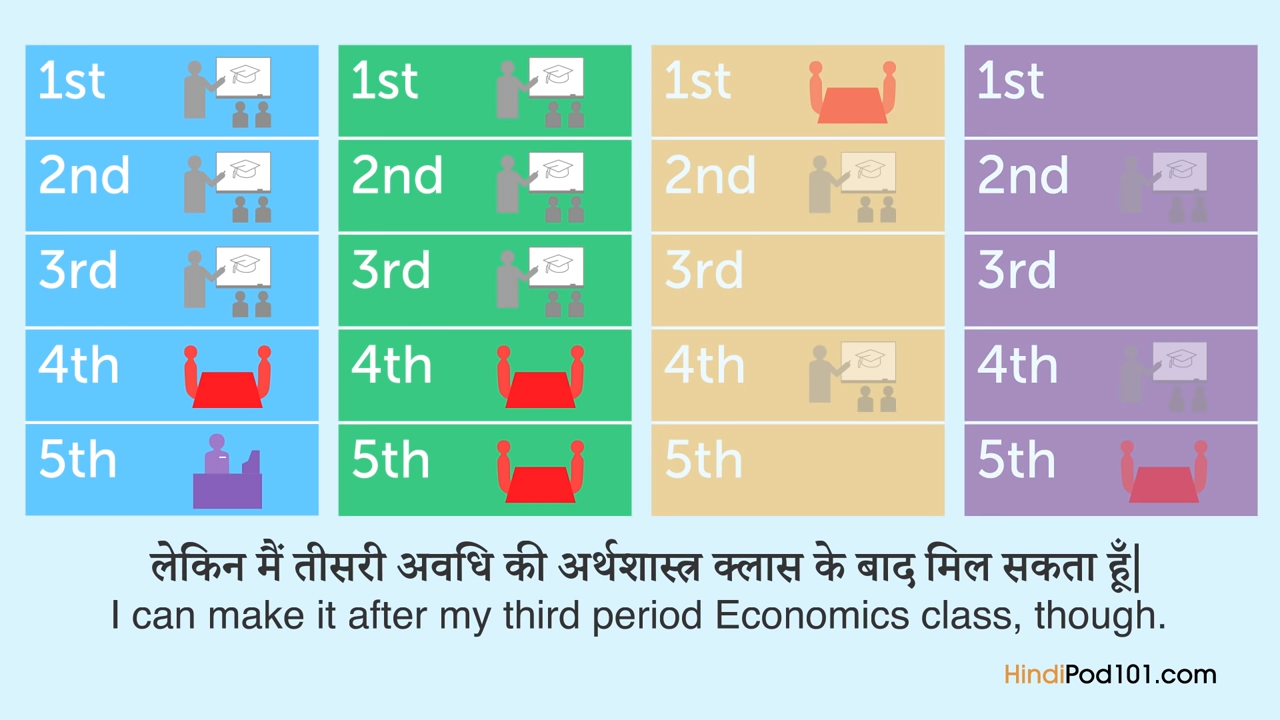 1st 1st 1st 1st
2nd 2nd 2nd 2nd
3rd 3rd 3rd 3rd
4th 4th 4th 4th
5th 5th 5th 5th
लेकिन मैं तीसरी अवधि की अर्थशास्त्र क्लास के बाद मिल सकता हूँ|
I can make it after my third period Economics class, though.
HindiPod101.com